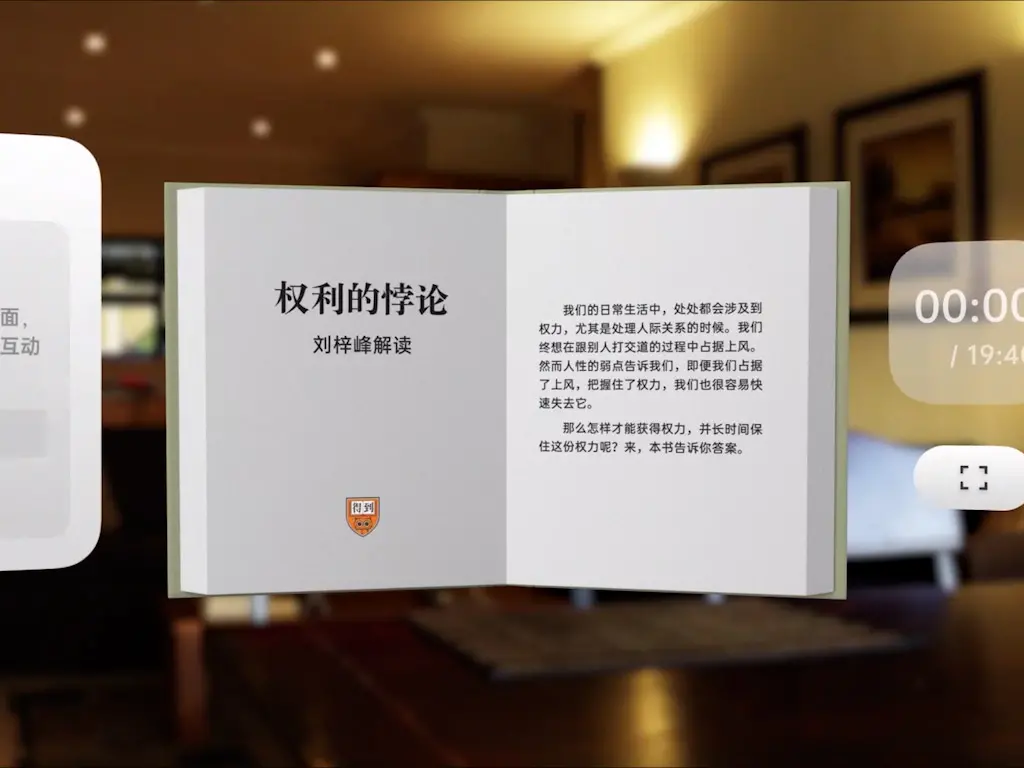 面，
互动
权利的悖论
刘梓峰解读
得到
我们的日常生活中，处处都会涉及到
权力，尤其是处理人际关系的时候。我们
终想在跟别人打交道的过程中占据上风。
然而人性的弱点告诉我们，即便我们占据
了上风，把握住了权力，我们也很容易快
速失去它。
那么怎样才能获得权力，并长时间保
住这份权力呢？来，本书告诉你答案。
00:00
/ 19:40